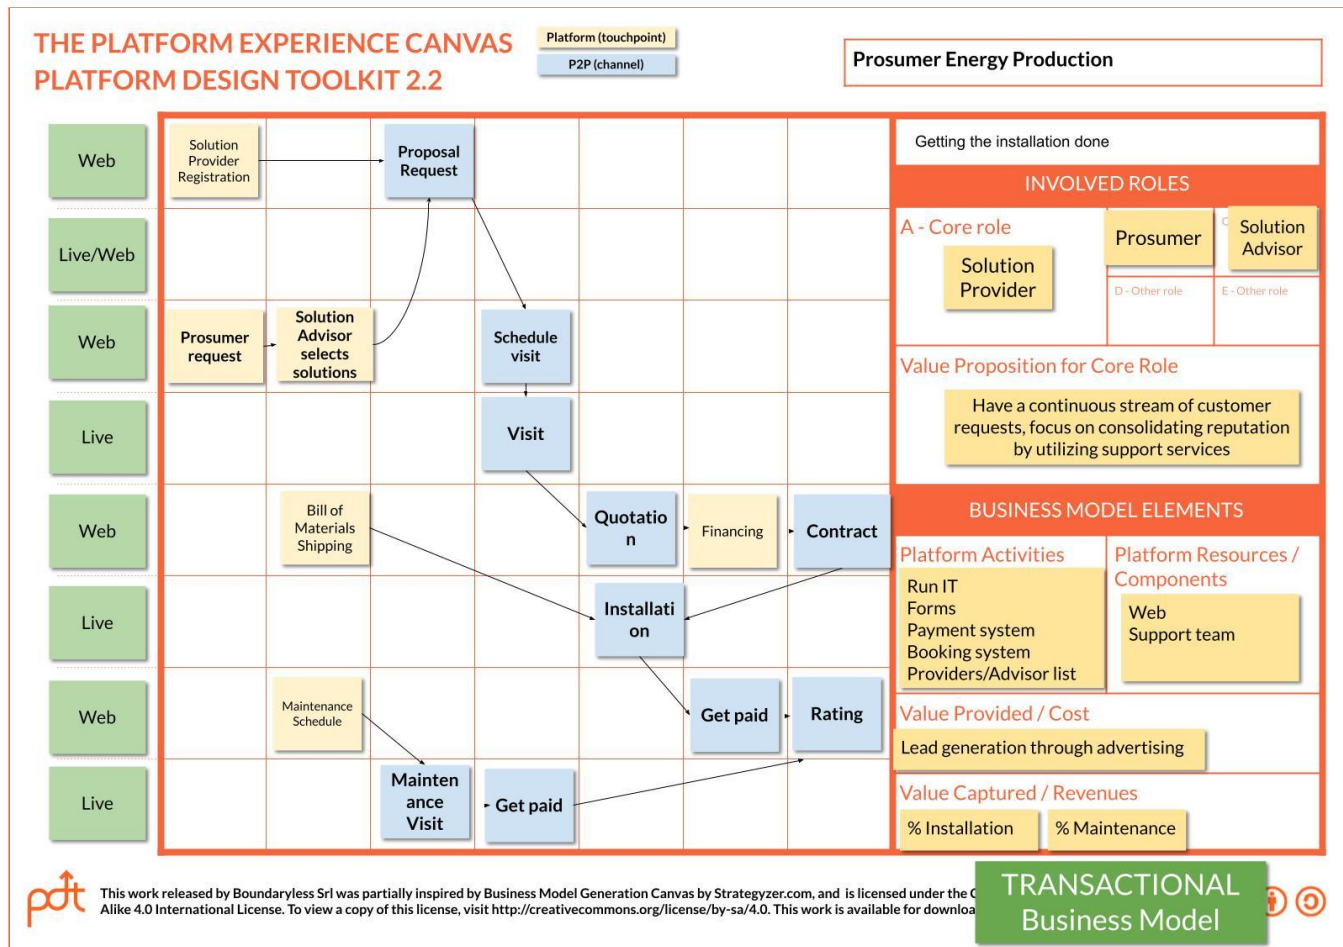 THE PLATFORM EXPERIENCE CANVAS
PLATFORM DESIGN TOOLKIT 2.2
Platform (touchpoint)
P2P (channel)
Prosumer Energy Production
Web
Solution
Provider
Registration
Proposal
Request
Live/Web
Web
Prosumer
request
Solution
Advisor
selects
solutions
Schedule
visit
Live
Visit
Web
Bill of
Materials
Shipping
Quotatio
n
Financing
Contract
Live
Installati
on
Web
Maintenance
Schedule
Get paid
Rating
Live
Mainten
ance
Visit
Get paid
Getting the installation done
INVOLVED ROLES
A - Core role
Solution
Provider
Prosumer
Solution
Advisor
D - Other role
E - Other role
Value Proposition for Core Role
Have a continuous stream of customer
requests, focus on consolidating reputation
by utilizing support services
BUSINESS MODEL ELEMENTS
Platform Activities
Run IT
Forms
Payment system
Booking system
Providers/Advisor list
Platform Resources /
Components
Web
Support team
Value Provided / Cost
Lead generation through advertising
Value Captured / Revenues
% Installation
% Maintenance
pdt
This work released by Boundaryless Srl was partially inspired by Business Model Generation Canvas by Strategyzer.com, and is licensed under the
Alike 4.0 International License. To view a copy of this license, visit http://creativecommons.org/license/by-sa/4.0. This work is available for
TRANSACTIONAL
Business Model